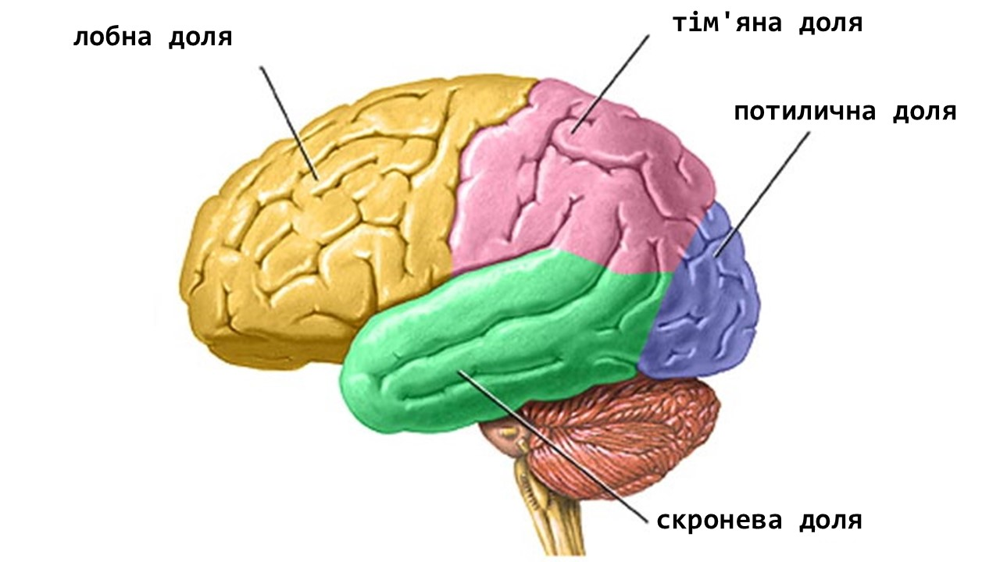 лобна доля
тім'яна доля
потилична доля
скронева доля